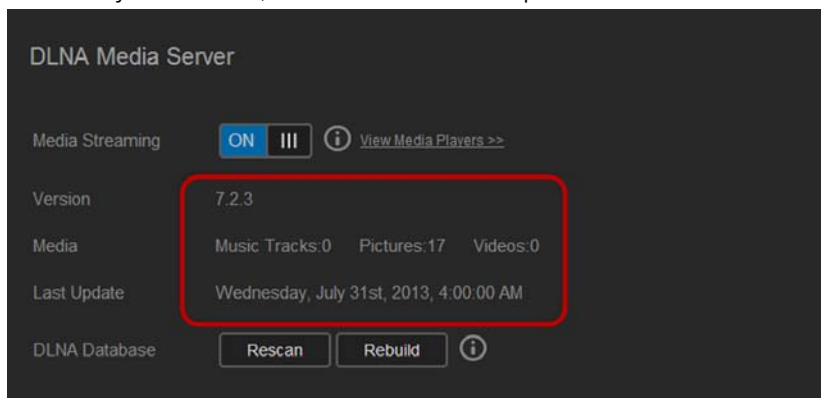 DLNA Media Server
Media Streaming ON View Media Players >>
Version 7.2.3
Media Music Tracks:0 Pictures:17 Videos:0
Last Update Wednesday, July 31st, 2013, 4:00:00 AM
DLNA Database Rescan Rebuild